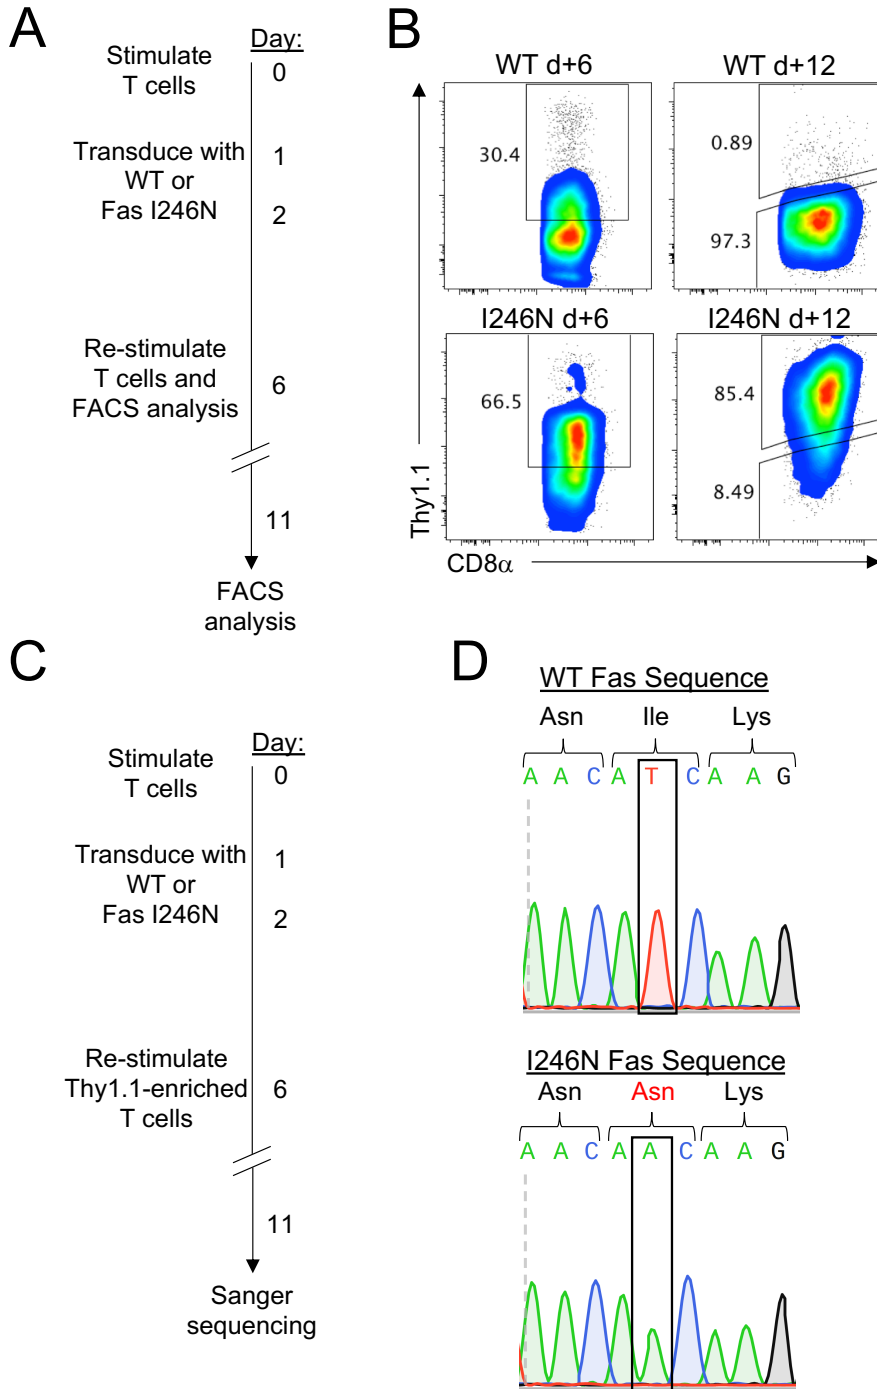 A
Day:
Stimulate
T cells
0
Transduce with
WT or
Fas I246N
1
2
Re-stimulate
T cells and
FACS analysis
6
11
FACS
analysis
B
WT d+6
WT d+12
30.4
0.89
97.3
I246N d+6
I246N d+12
66.5
85.4
8.49
Thy1.1
CD8α
C
Day:
Stimulate
T cells
0
Transduce with
WT or
Fas I246N
1
2
Re-stimulate
Thy1.1-enriched
T cells
6
11
Sanger
sequencing
D
WT Fas Sequence
Asn Ile Lys
A A C A T C A A G
I246N Fas Sequence
Asn Asn Lys
A A C A A C A A G